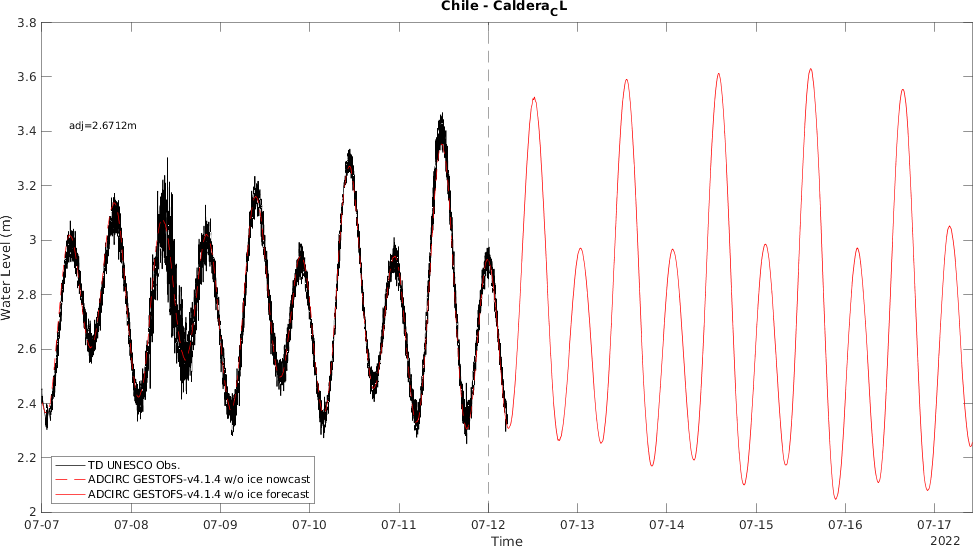 Chile - Caldera_CL
3.8
3.6
3.4
3.2
3
2.8
2.6
2.4
2.2
2
Water Level (m)
adj=2.6712m
TD UNESCO Obs.
ADCIRC GESTOFS-v4.1.4 w/o ice nowcast
ADCIRC GESTOFS-v4.1.4 w/o ice forecast
07-07 07-08 07-09 07-10 07-11 07-12 07-13 07-14 07-15 07-16 07-17
Time
2022